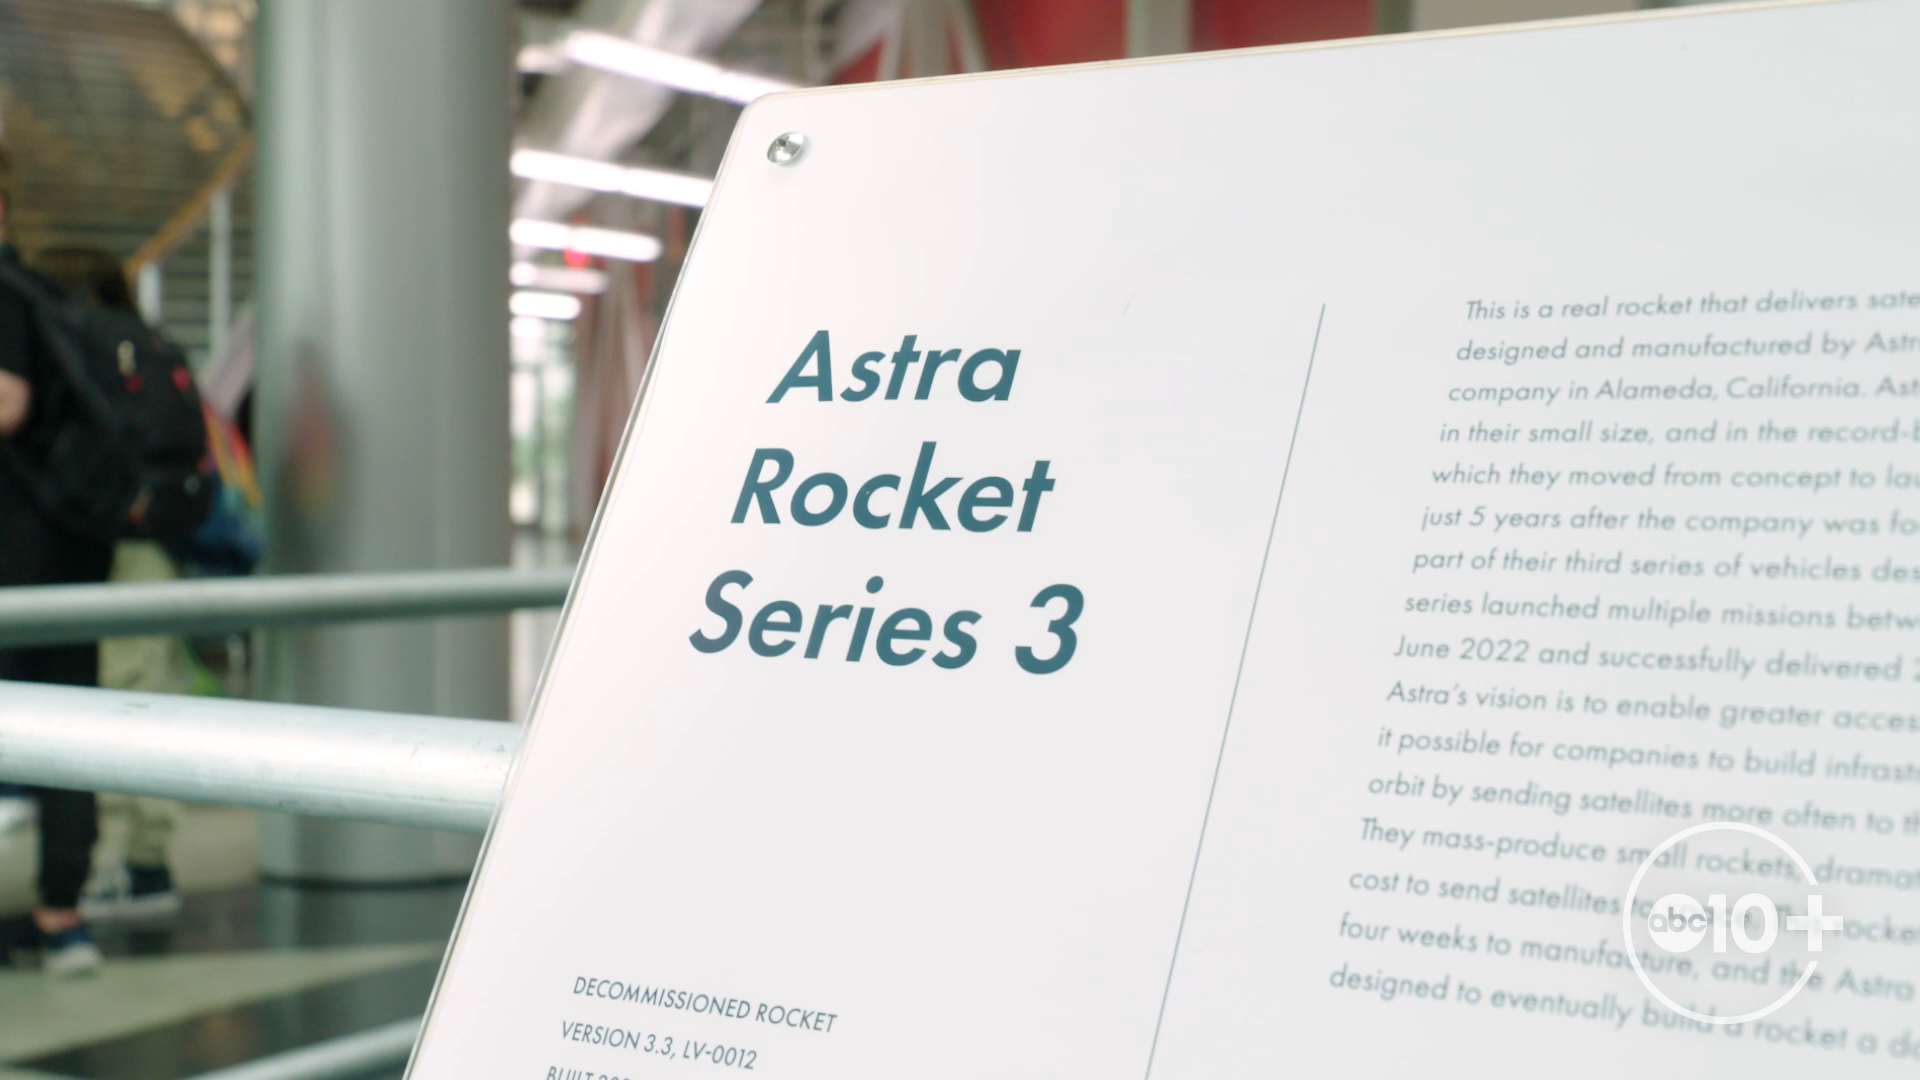 Astra
Rocket
Series 3
DECOMMISSIONED ROCKET
VERSION 3.3, LV-0012
BUILT
This is a real rocket that delivers
designed and manufactured by
company in Alameda, California.
in their small size, and in the
which they moved from concept to
just 5 years after the company was
part of their third series of vehicles
series launched multiple missions
June 2022 and successfully delivered
Astra's vision is to enable greater
it possible for companies to build
orbit by sending satellites more often to
They mass-produce small rockets,
cost to send satellites
four weeks to manufacture, and the Astra
designed to eventually build a rocket a
abc10+